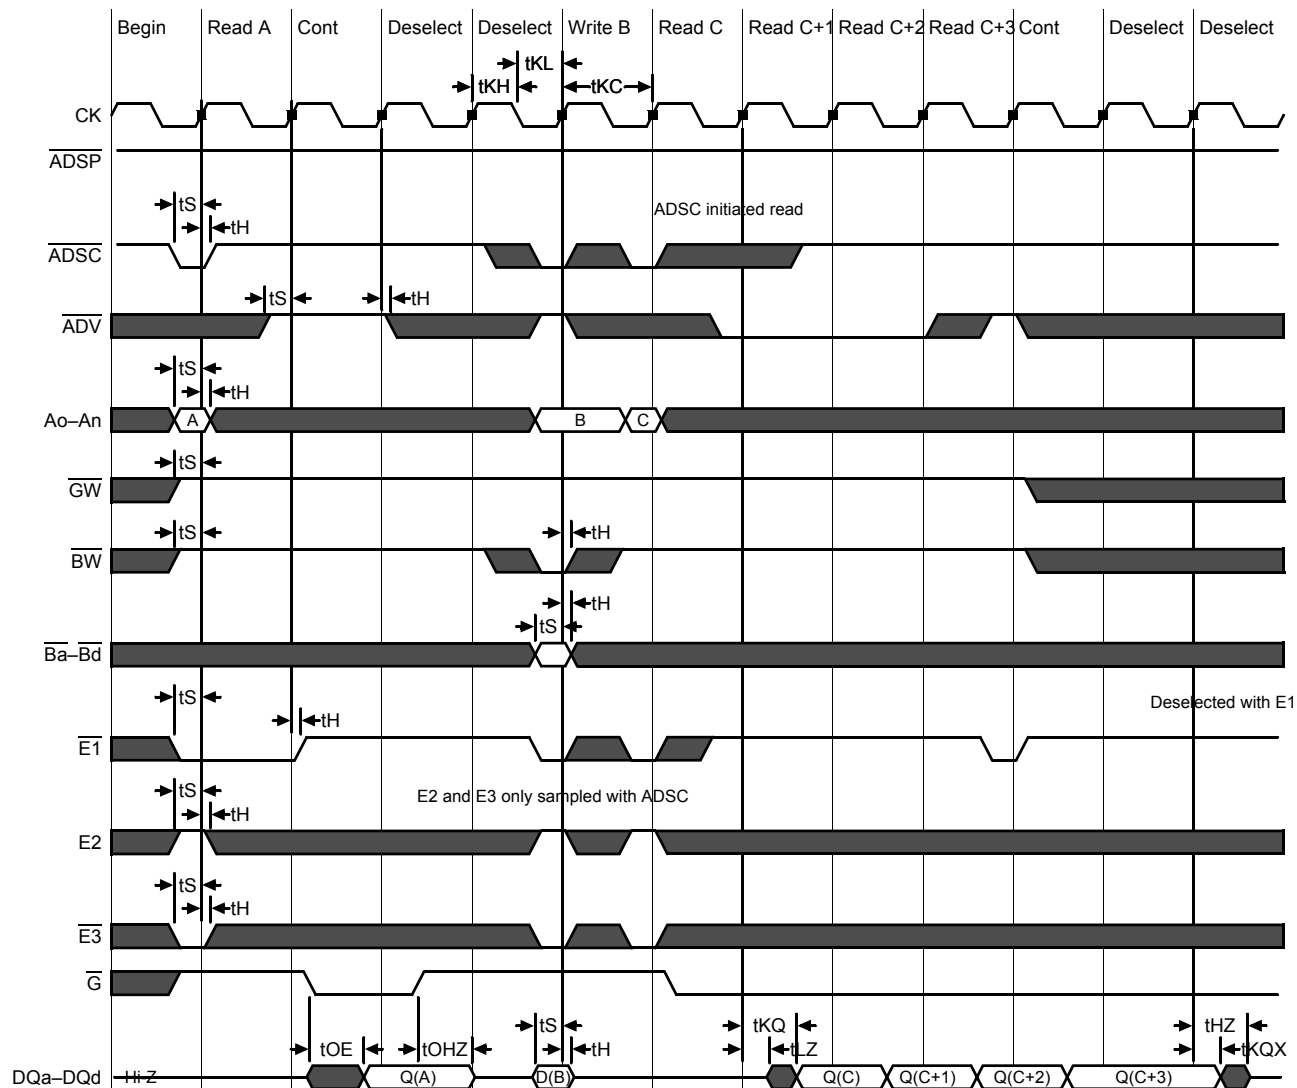 Begin Read A Cont Deselect Deselect Write B Read C Read C+1 Read C+2 Read C+3 Cont Deselect Deselect
tKL
tKH tKC
CK
ADSP
tS
ADSC initiated read
tH
ADSC
tS tH
ADV
tS
tH
Ao–An A B C
tS
GW
tS tH
BW
tH
tS
Ba–Bd
tS
Deselected with E1
tH
E1
tS
E2 and E3 only sampled with ADSC
tH
E2
tS
tH
E3
G
tS tKQ tHZ
tOE tOHZ tH tLZ tKQX
DQa–DQd Hi-Z Q(A) D(B) Q(C) Q(C+1) Q(C+2) Q(C+3)